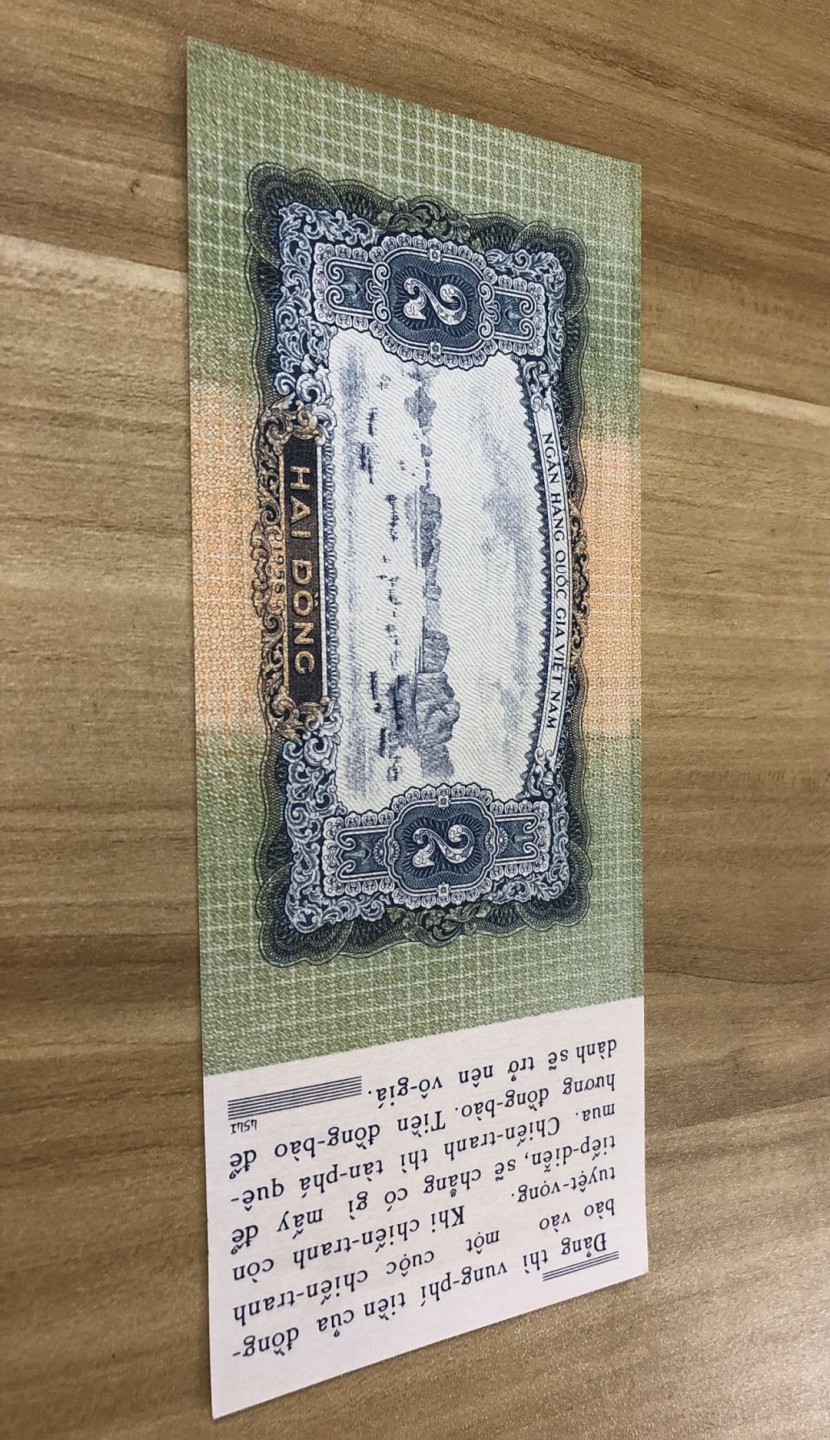 NGÂN HÀNG QUỐC GIA VIỆT NAM
2
2
HAI ĐỒNG
Đảng thì vung-phí tiền của đồng-
bào vào một cuộc chiến-tranh
tuyệt-vọng. Khi chiến-tranh còn
tiếp-diễn, sẽ chẳng có gì mấy để
mua. Chiến-tranh thì tàn-phá quê-
hương đồng-bào. Tiền đồng-bào để
dành sẽ trở nên vô-giá.
4541